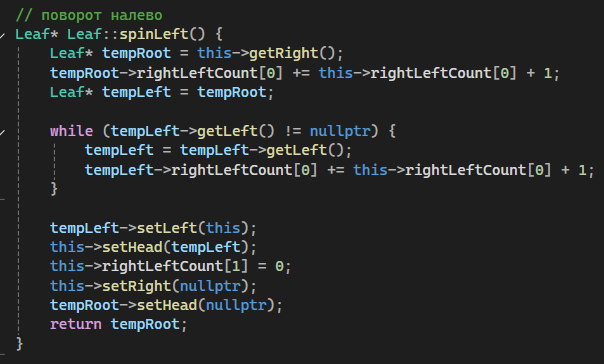 // поворот налево
Leaf* Leaf::spinLeft() {
    Leaf* tempRoot = this->getRight();
    tempRoot->rightLeftCount[0] += this->rightLeftCount[0] + 1;
    Leaf* tempLeft = tempRoot;

    while (tempLeft->getLeft() != nullptr) {
        tempLeft = tempLeft->getLeft();
        tempLeft->rightLeftCount[0] += this->rightLeftCount[0] + 1;
    }

    tempLeft->setLeft(this);
    this->setHead(tempLeft);
    this->rightLeftCount[1] = 0;
    this->setRight(nullptr);
    tempRoot->setHead(nullptr);
    return tempRoot;
}